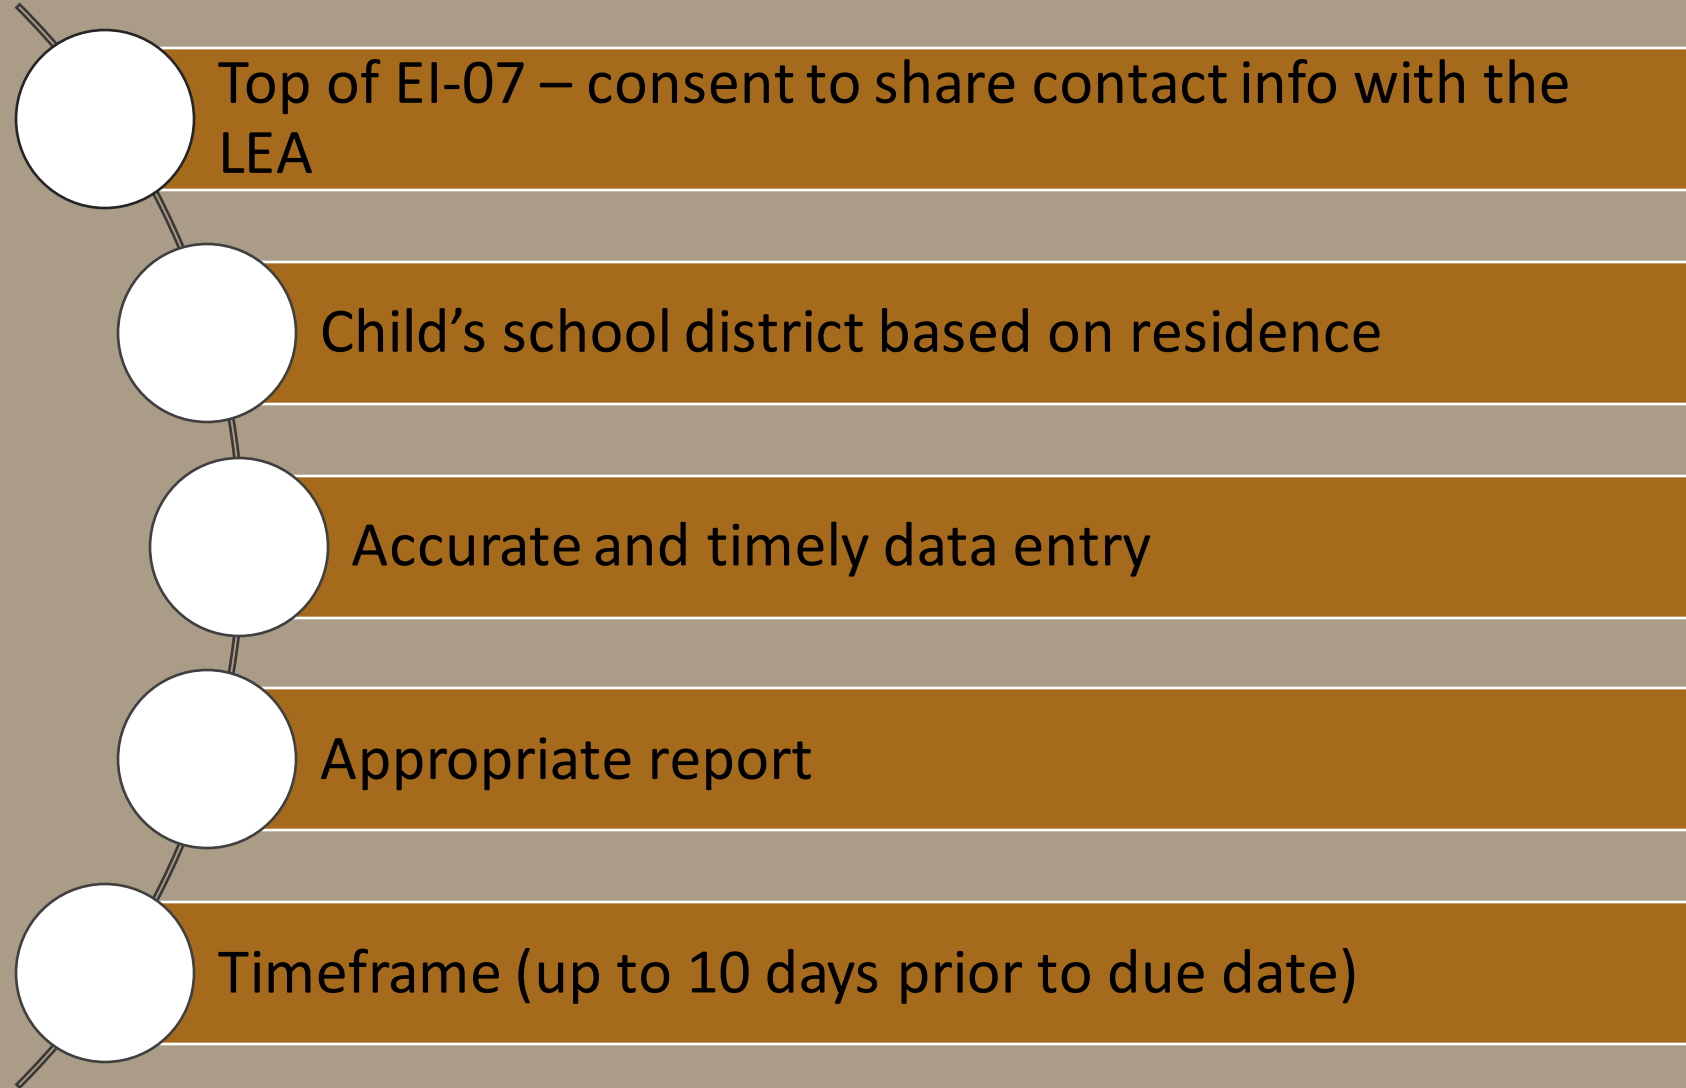 Top of EI-07 – consent to share contact info with the
LEA
Child’s school district based on residence
Accurate and timely data entry
Appropriate report
Timeframe (up to 10 days prior to due date)